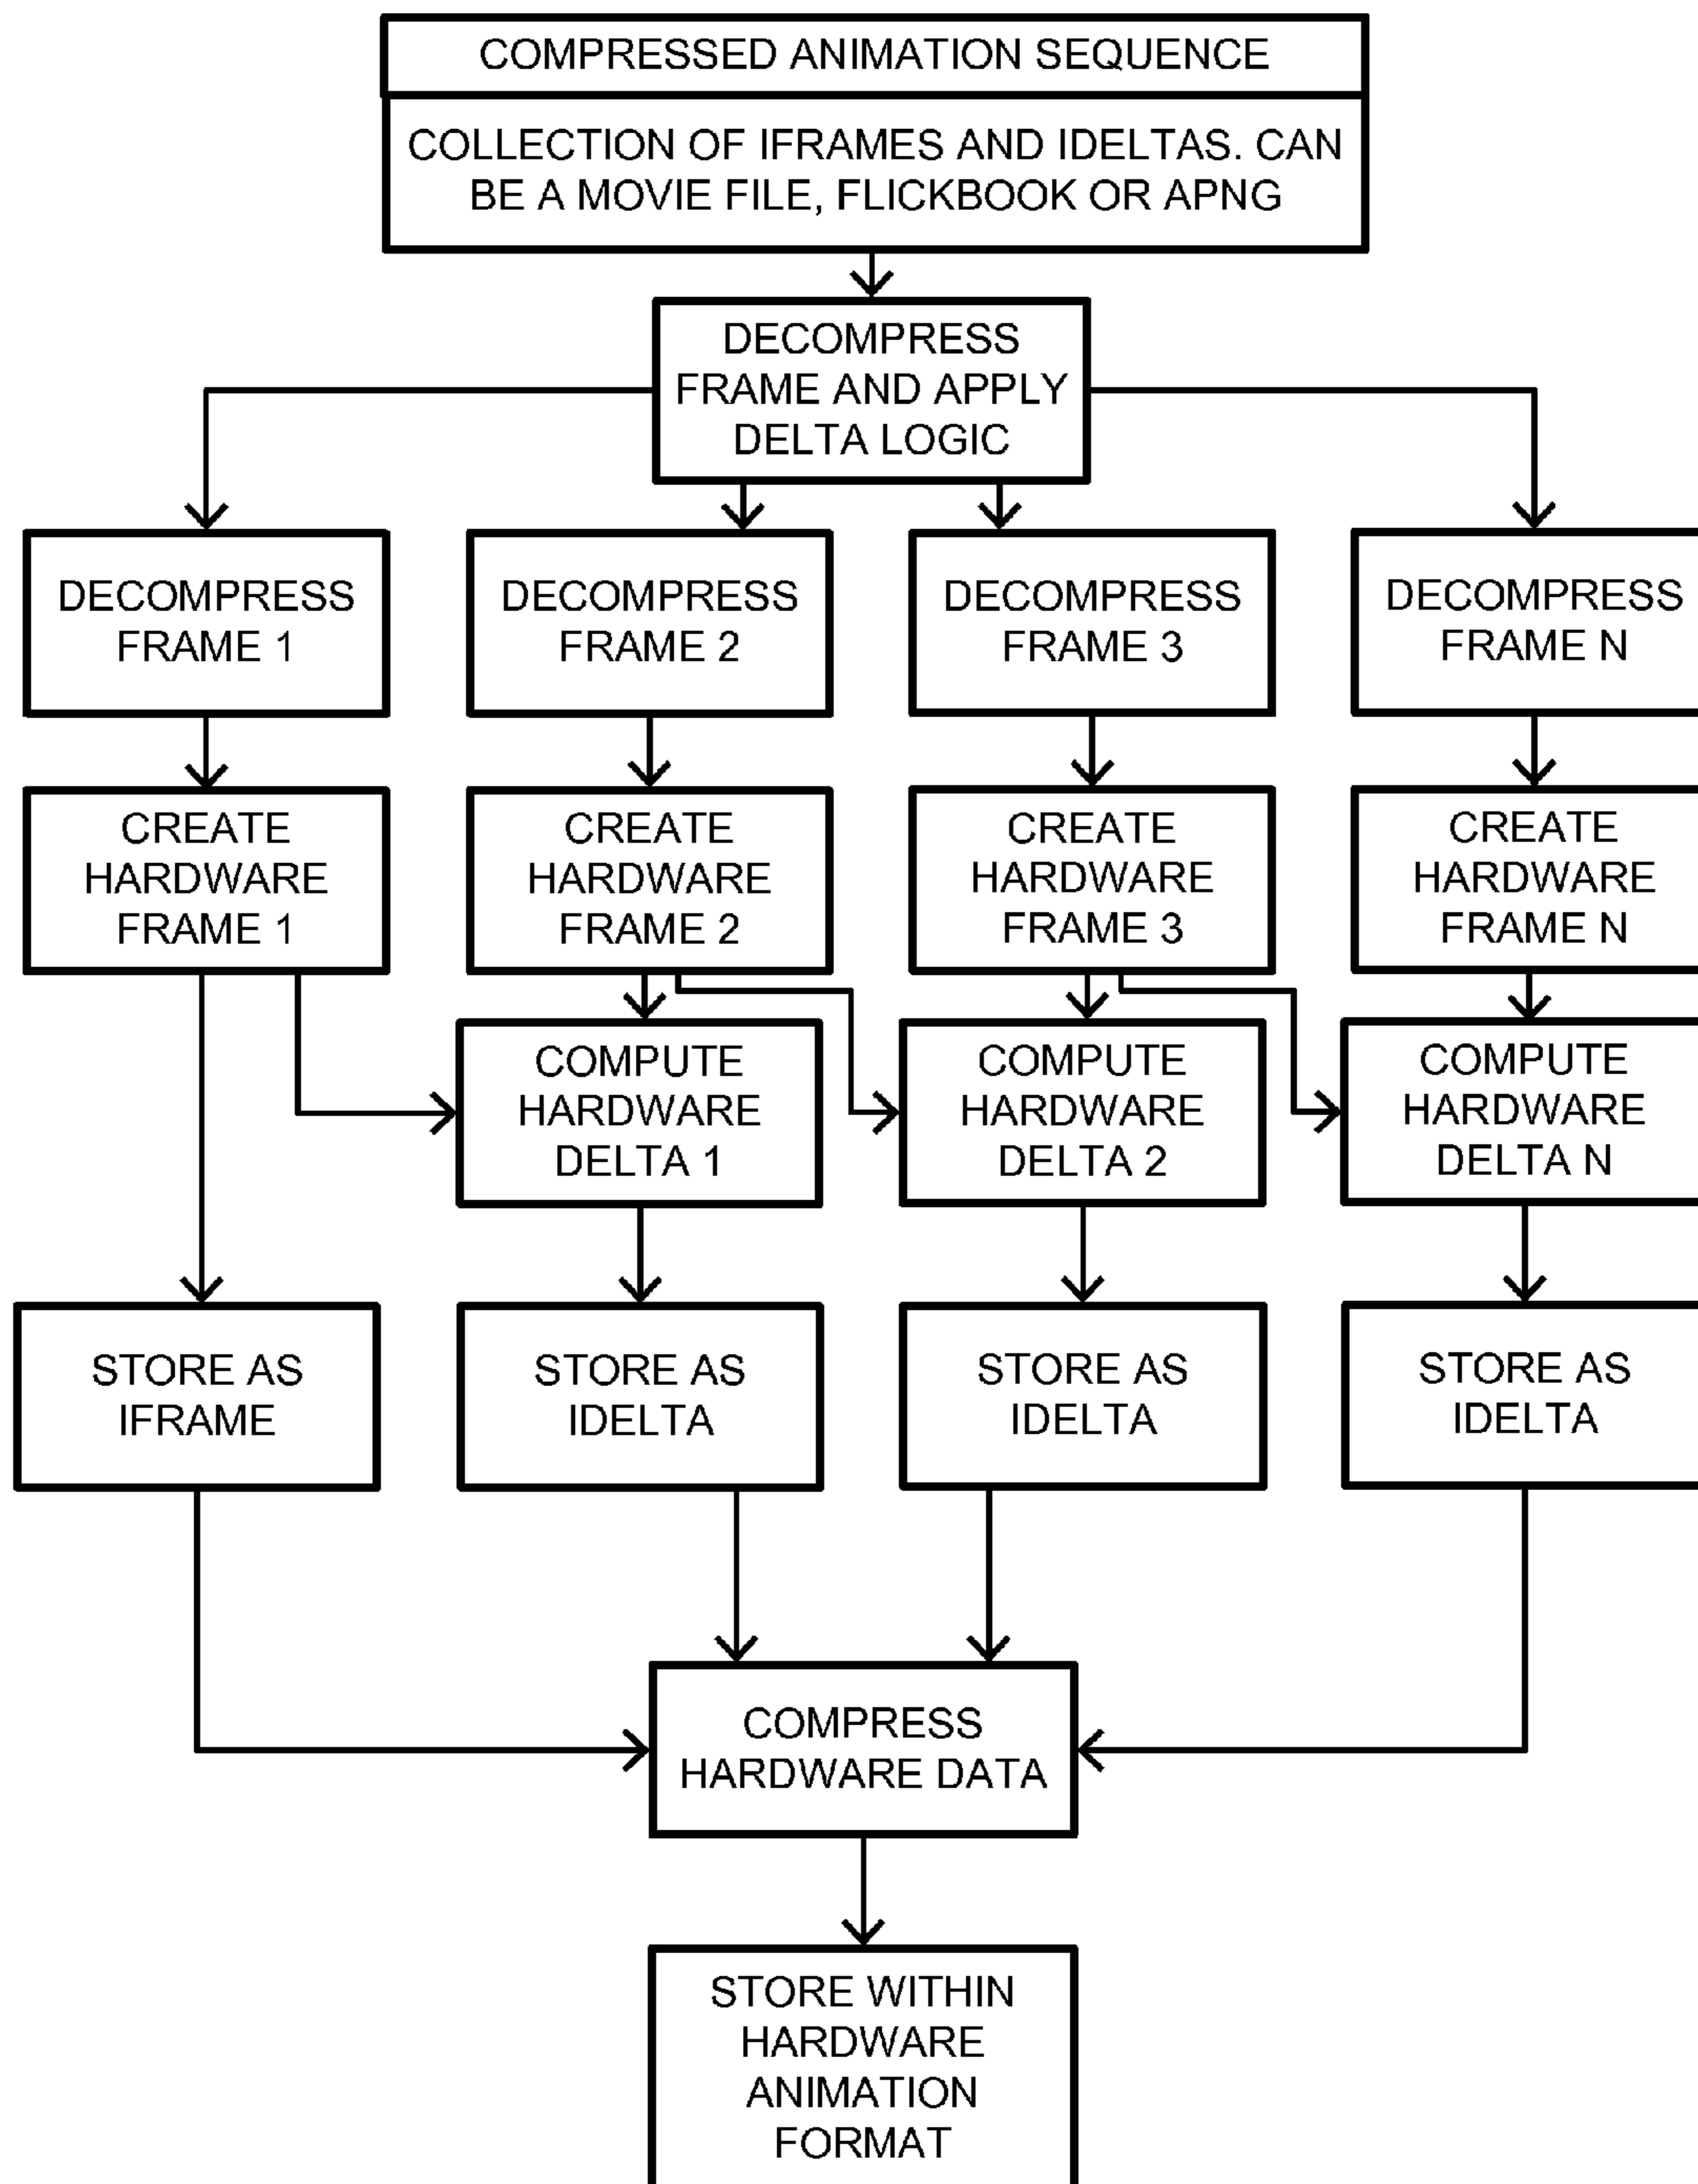 COMPRESSED ANIMATION SEQUENCE
COLLECTION OF IFRAMES AND IDELTAS. CAN
BE A MOVIE FILE, FLICKBOOK OR APNG
DECOMPRESS
FRAME AND APPLY
DELTA LOGIC
DECOMPRESS
FRAME 1
DECOMPRESS
FRAME 2
DECOMPRESS
FRAME 3
DECOMPRESS
FRAME N
CREATE
HARDWARE
FRAME 1
CREATE
HARDWARE
FRAME 2
CREATE
HARDWARE
FRAME 3
CREATE
HARDWARE
FRAME N
COMPUTE
HARDWARE
DELTA 1
COMPUTE
HARDWARE
DELTA 2
COMPUTE
HARDWARE
DELTA N
STORE AS
IFRAME
STORE AS
IDELTA
STORE AS
IDELTA
STORE AS
IDELTA
COMPRESS
HARDWARE DATA
STORE WITHIN
HARDWARE
ANIMATION
FORMAT